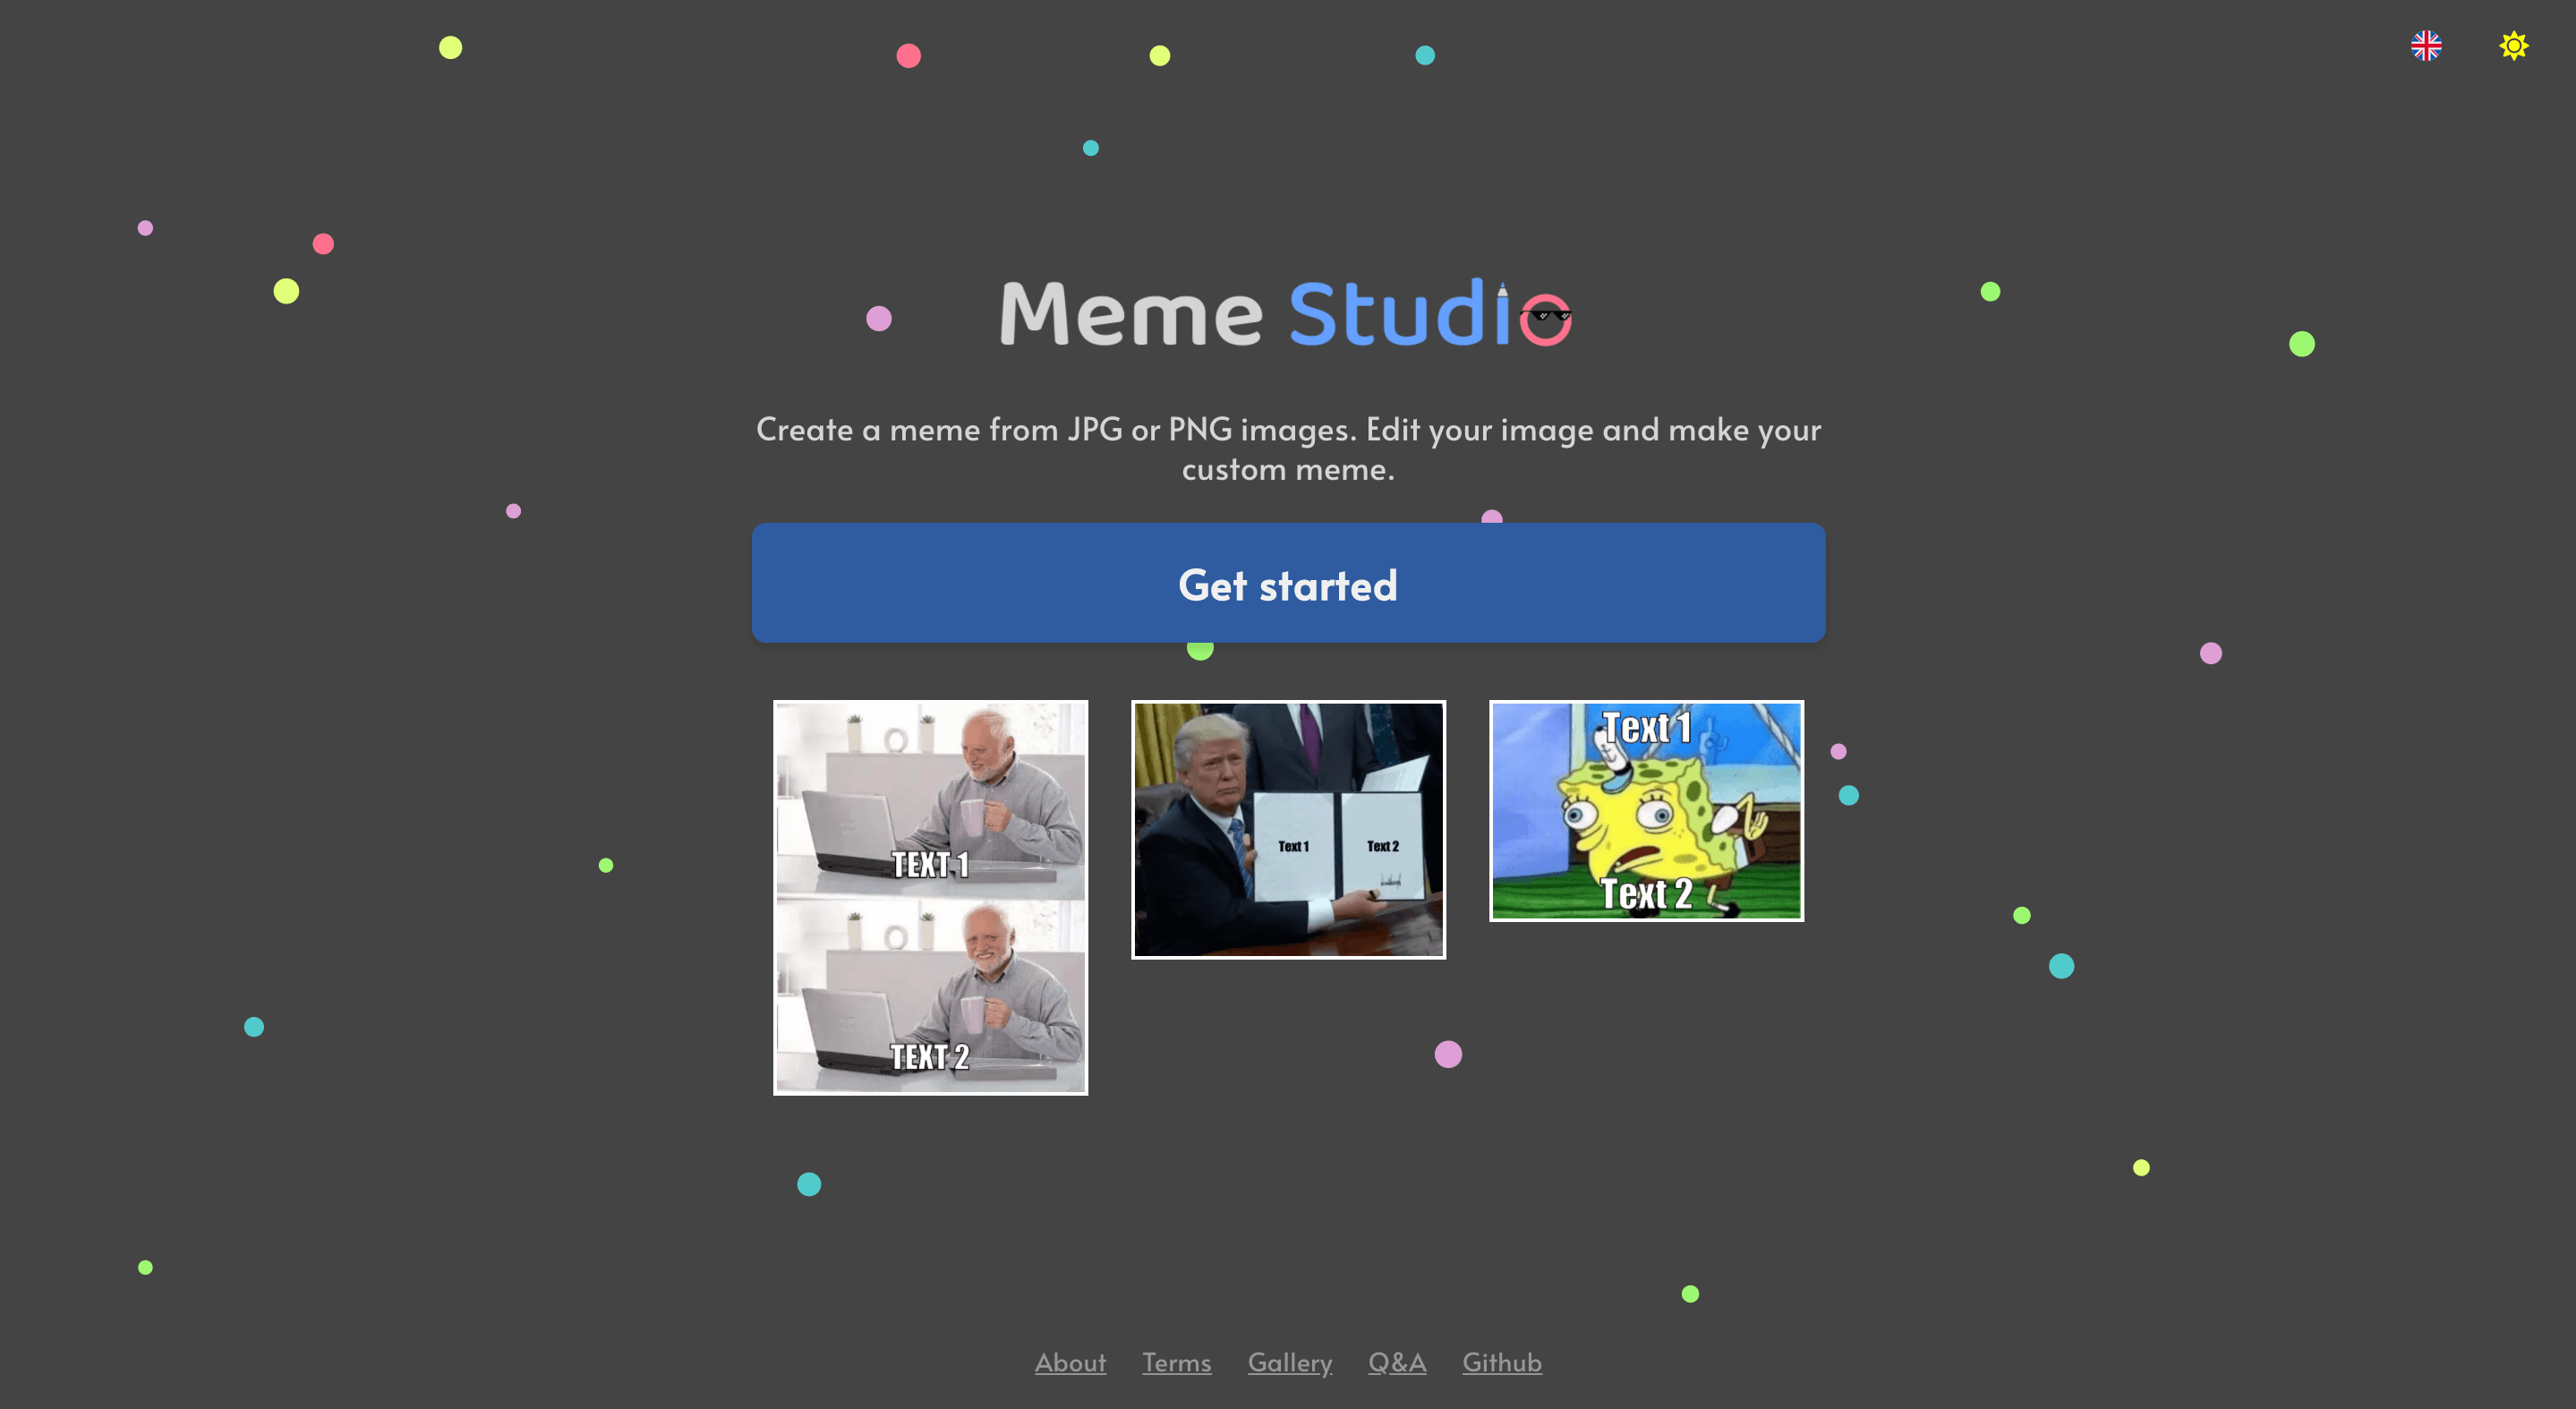 Meme Studio
Create a meme from JPG or PNG images. Edit your image and make your
custom meme.
Get started
TEXT 1
TEXT 2
Text 1
Text 2
Text 1
Text 2
About
Terms
Gallery
Q&A
Github